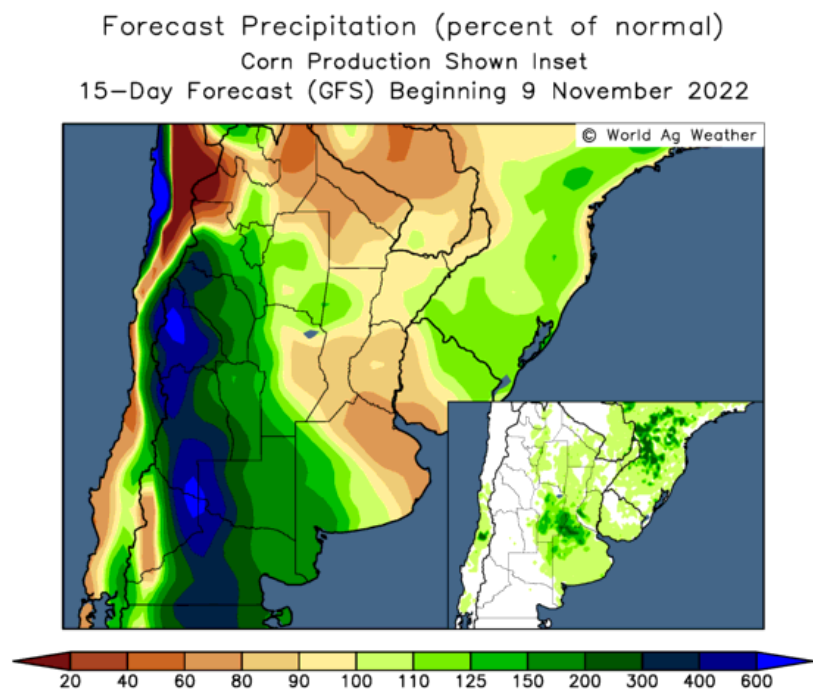 Forecast Precipitation (percent of normal)
Corn Production Shown Inset
15-Day Forecast (GFS) Beginning 9 November 2022
© World Ag Weather
20 40 60 80 90 100 110 125 150 200 300 400 600